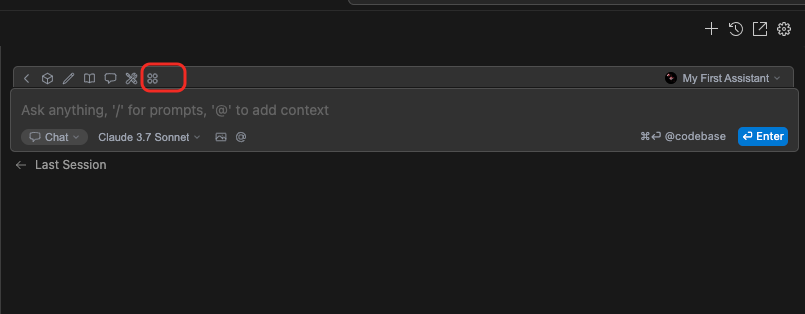 My First Assistant
Ask anything, '/' for prompts, '@' to add context
Chat Claude 3.7 Sonnet @ ⌘⏎ @codebase ⏎ Enter
Last Session